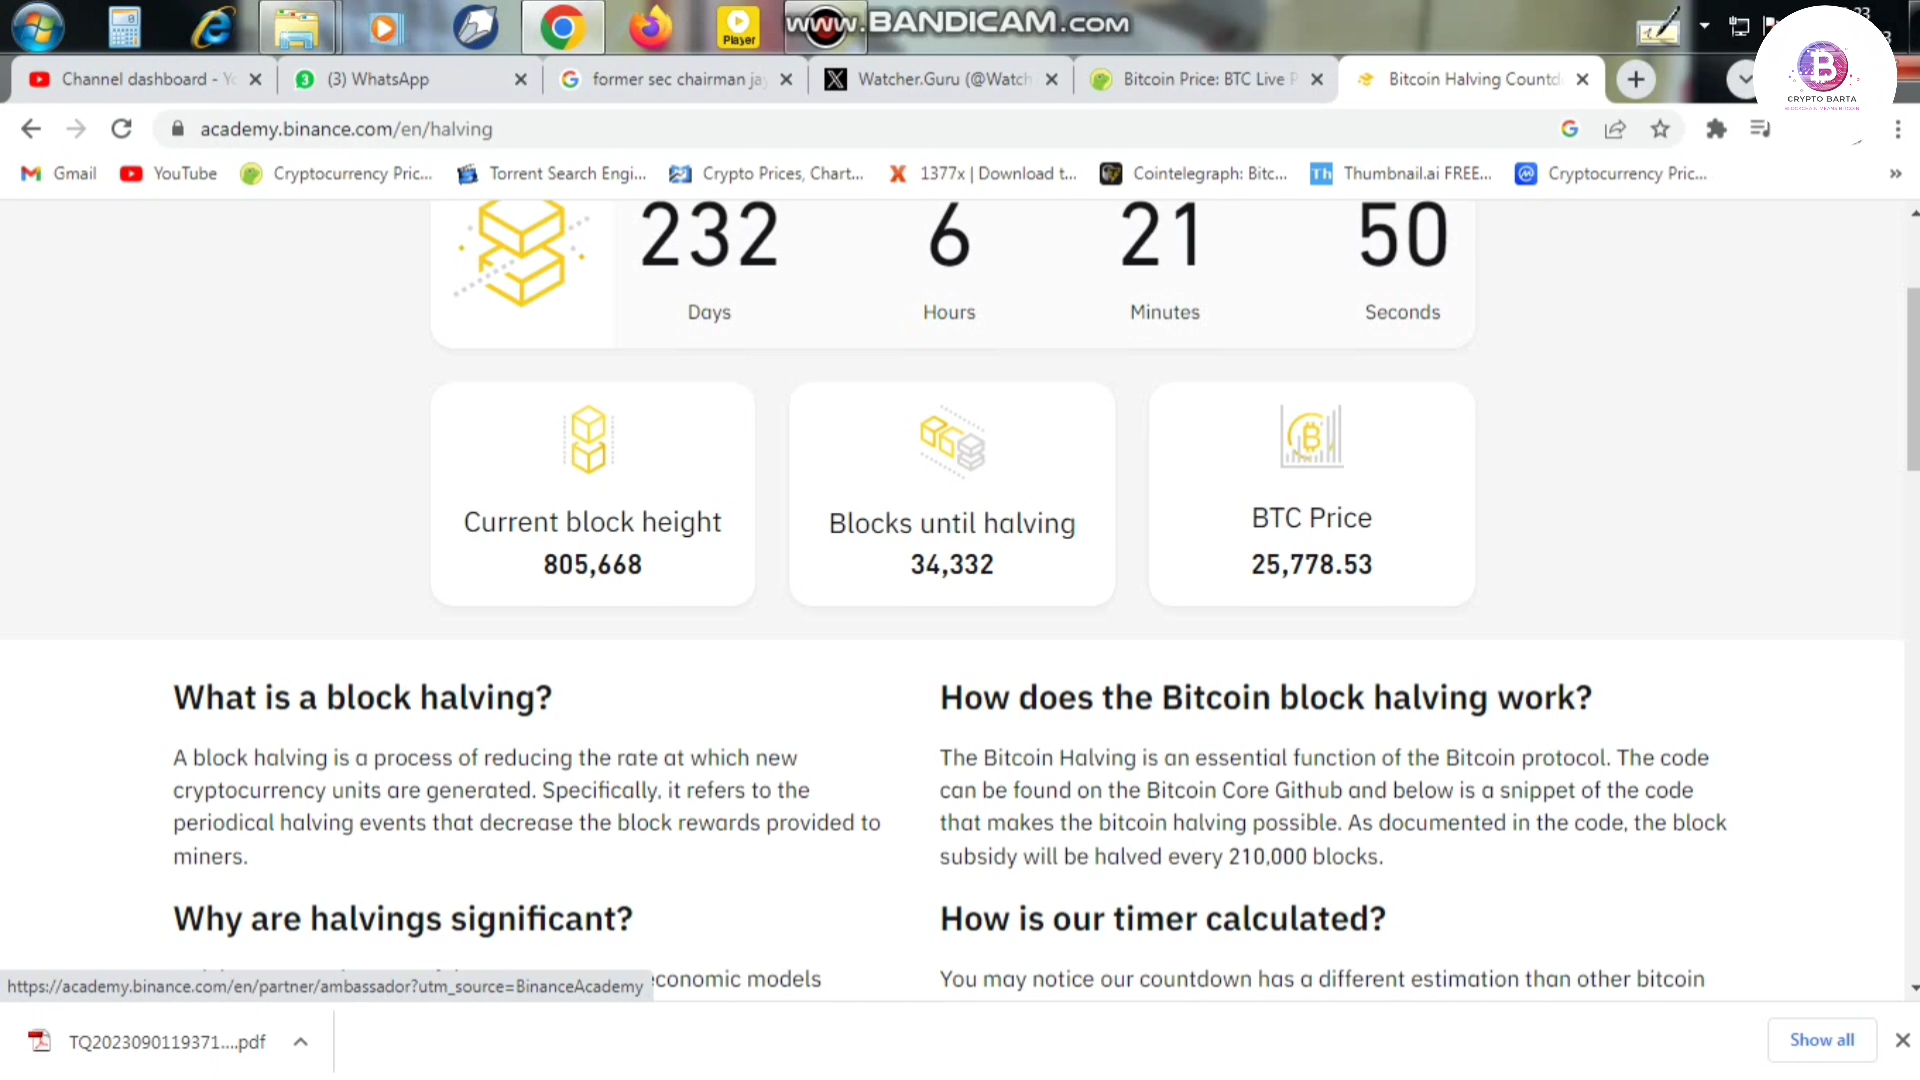 Player
www.BANDICAM.com
Channel dashboard - Yo
(3) WhatsApp
former sec chairman jay
Watcher.Guru (@Watch
Bitcoin Price: BTC Live P
Bitcoin Halving Countd
CRYPTO BARTA
academy.binance.com/en/halving
Gmail
YouTube
Cryptocurrency Pric...
Torrent Search Engi...
Crypto Prices, Chart...
1377x | Download t...
Cointelegraph: Bitc...
Th
Thumbnail.ai FREE...
Cryptocurrency Pric...
232
6
21
50
Days
Hours
Minutes
Seconds
Current block height
805,668
Blocks until halving
34,332
BTC Price
25,778.53
What is a block halving?
A block halving is a process of reducing the rate at which new
cryptocurrency units are generated. Specifically, it refers to the
periodical halving events that decrease the block rewards provided to
miners.
Why are halvings significant?
economic models
How does the Bitcoin block halving work?
The Bitcoin Halving is an essential function of the Bitcoin protocol. The code
can be found on the Bitcoin Core Github and below is a snippet of the code
that makes the bitcoin halving possible. As documented in the code, the block
subsidy will be halved every 210,000 blocks.
How is our timer calculated?
You may notice our countdown has a different estimation than other bitcoin
https://academy.binance.com/en/partner/ambassador?utm_source=BinanceAcademy
TQ2023090119371....pdf
Show all